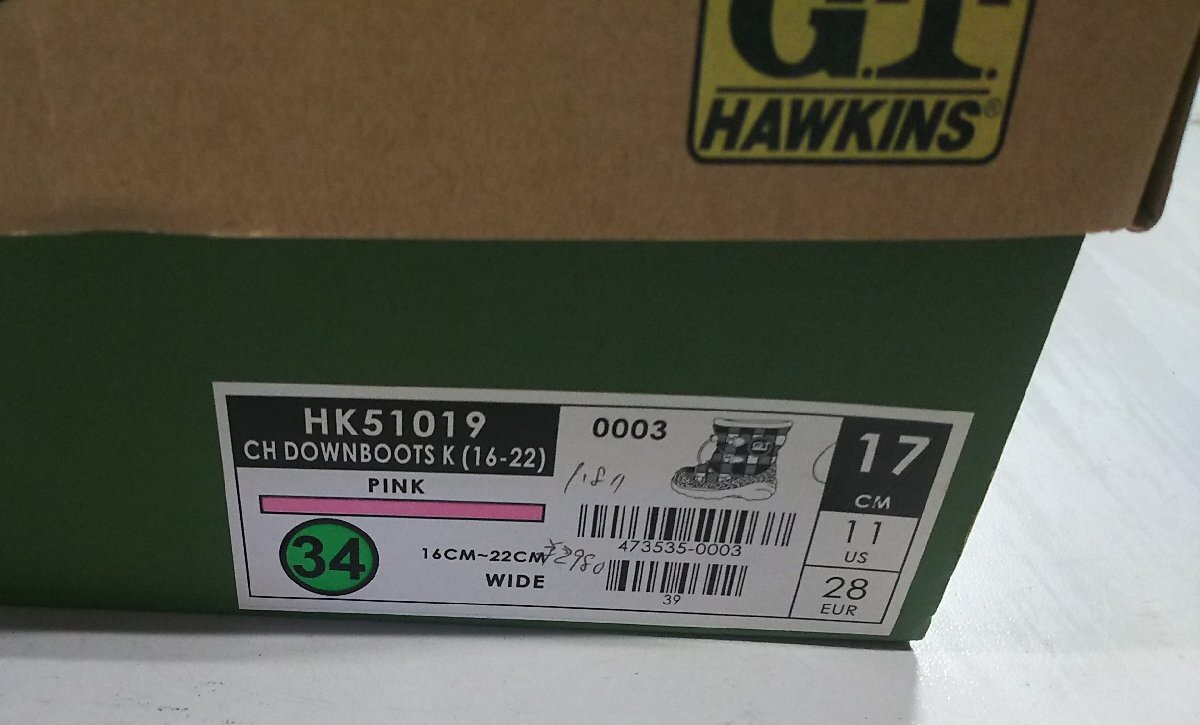 G.T.
HAWKINS®
HK51019
CH DOWNBOOTS K (16-22)
PINK
34
16CM~22CM
WIDE
0003
¥2980
473535-0003
39
17
CM
11
US
28
EUR